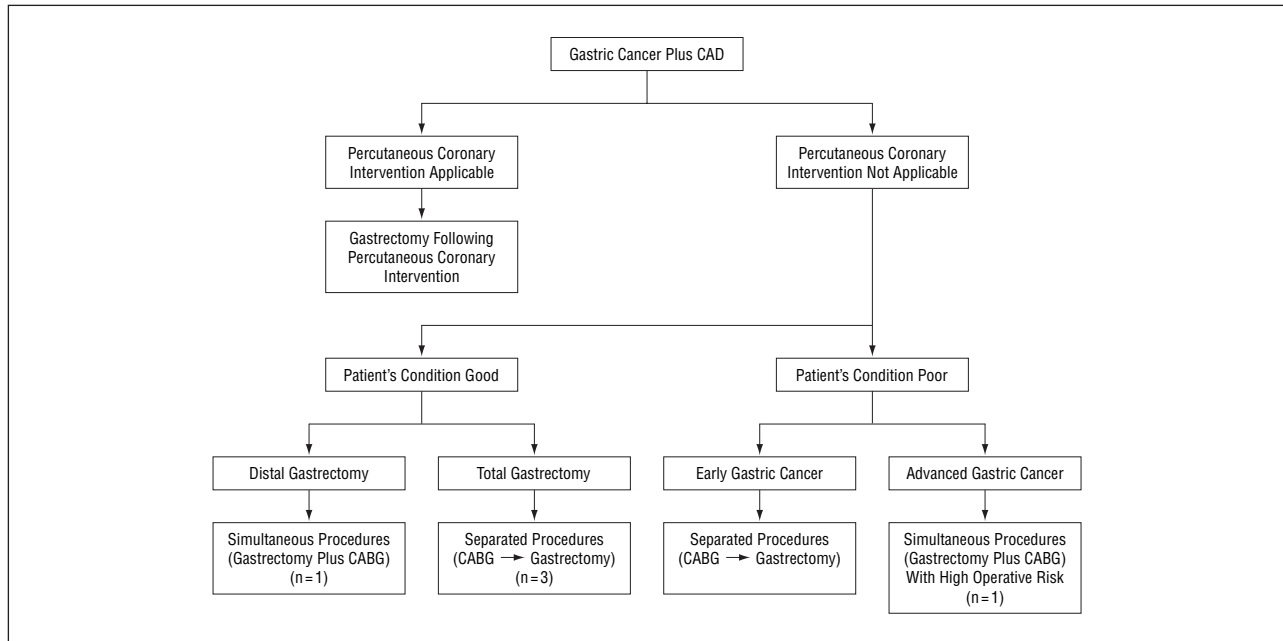 Gastric Cancer Plus CAD
Percutaneous Coronary
Intervention Applicable
Percutaneous Coronary
Intervention Not Applicable
Gastrectomy Following
Percutaneous Coronary
Intervention
Patient's Condition Good
Patient's Condition Poor
Distal Gastrectomy
Total Gastrectomy
Early Gastric Cancer
Advanced Gastric Cancer
Simultaneous Procedures
(Gastrectomy Plus CABG)
(n = 1)
Separated Procedures
(CABG → Gastrectomy)
(n = 3)
Separated Procedures
(CABG → Gastrectomy)
Simultaneous Procedures
(Gastrectomy Plus CABG)
With High Operative Risk
(n = 1)